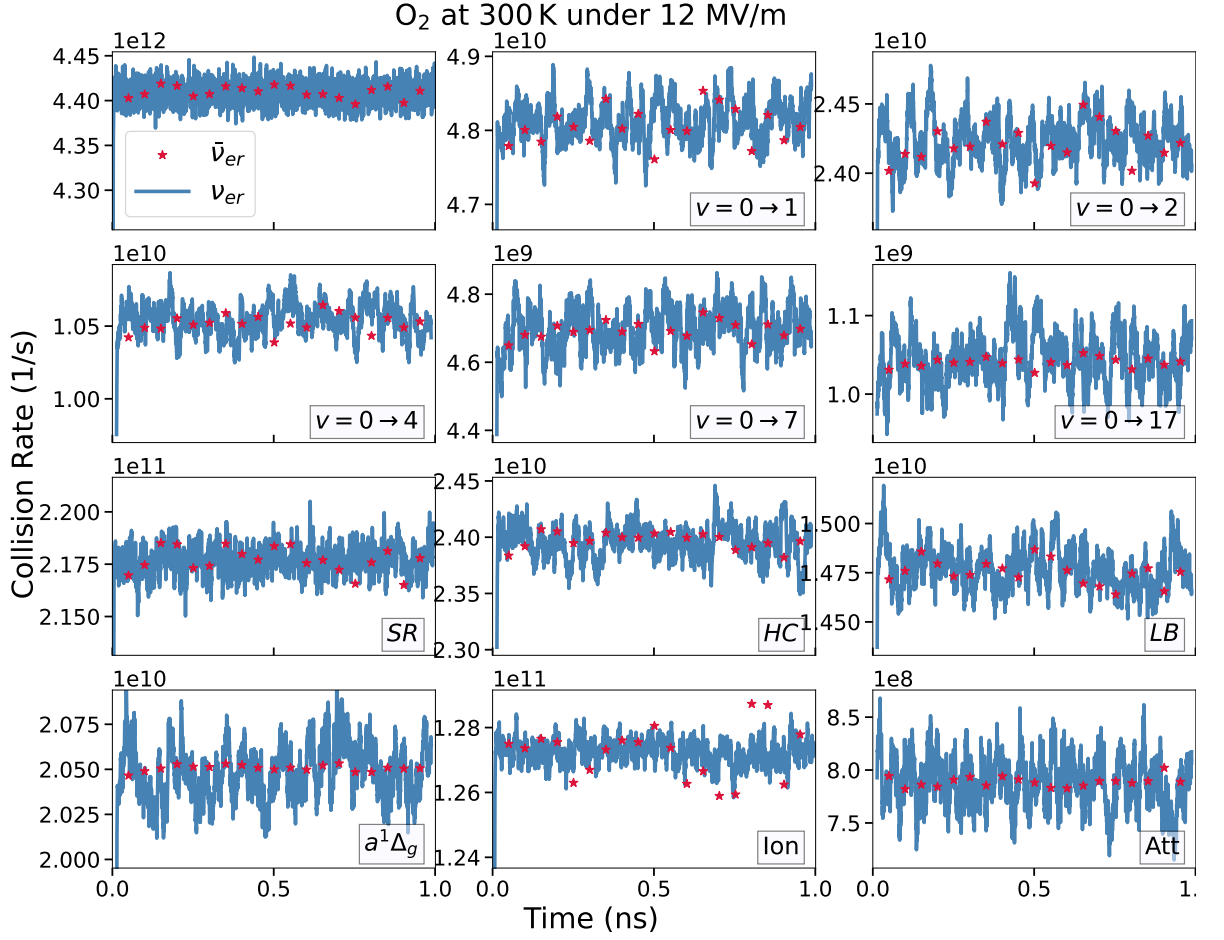 O₂ at 300 K under 12 MV/m
1e12
1e10
1e10
4.45
4.40
4.35
4.30
ν̄ₑᵣ
νₑᵣ
4.9
4.8
4.7
v = 0 → 1
2.45
2.40
v = 0 → 2
1e10
1e9
1e9
1.05
1.00
v = 0 → 4
4.8
4.6
4.4
v = 0 → 7
1.1
1.0
v = 0 → 17
Collision Rate (1/s)
1e11
1e10
1e10
2.200
2.175
2.150
SR
2.45
2.40
2.35
2.30
HC
1.500
1.475
1.450
LB
1e10
1e11
1e8
2.075
2.050
2.025
2.000
a¹Δg
1.28
1.26
1.24
Ion
8.5
8.0
7.5
Att
0.0 0.5 1.0
0.0 0.5 1.0
0.0 0.5 1.
Time (ns)